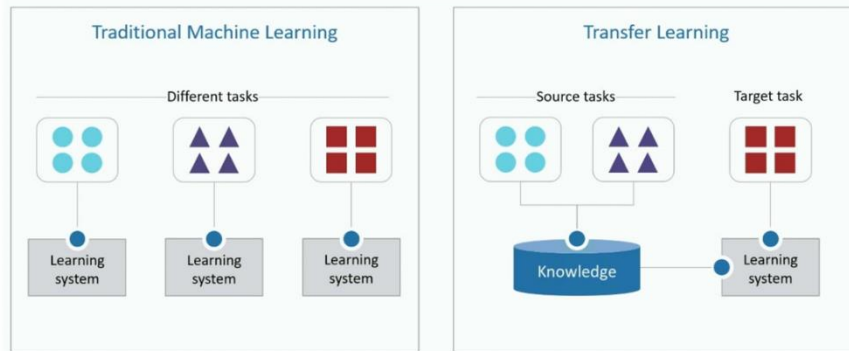 Traditional Machine Learning
Different tasks
Learning
system
Learning
system
Learning
system
Transfer Learning
Source tasks
Target task
Knowledge
Learning
system